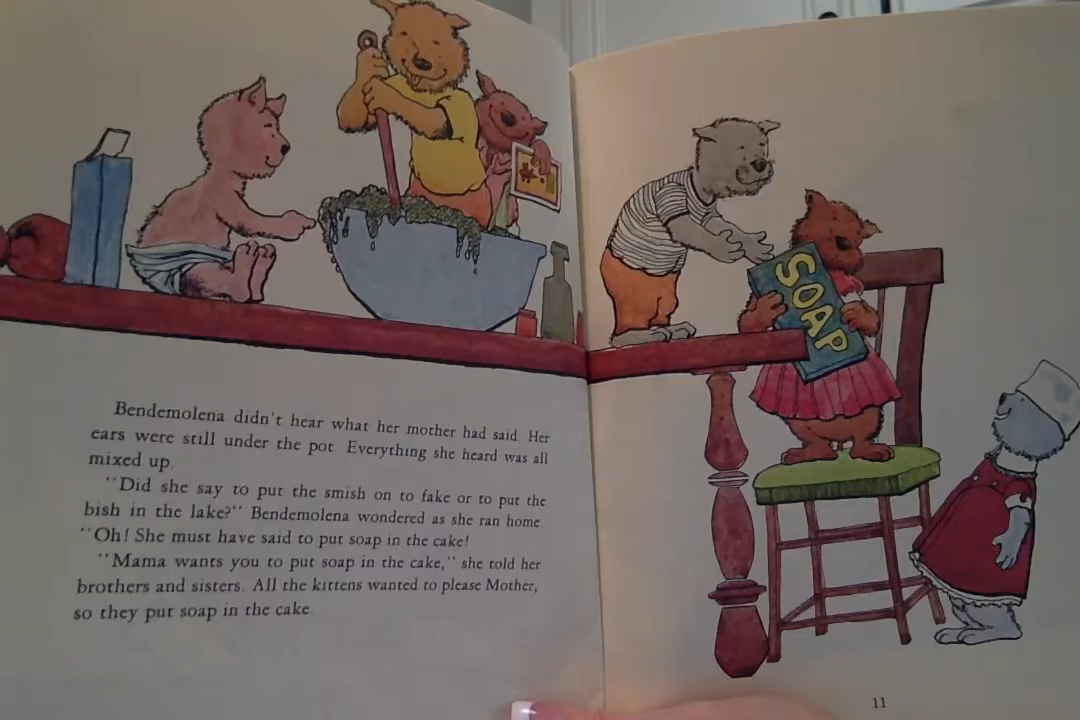 Bendemolena didn't hear what her mother had said. Her
ears were still under the pot. Everything she heard was all
mixed up.
"Did she say to put the smish on to fake or to put the
bish in the lake?" Bendemolena wondered as she ran home.
"Oh! She must have said to put soap in the cake!
"Mama wants you to put soap in the cake," she told her
brothers and sisters. All the kittens wanted to please Mother,
so they put soap in the cake.
SOAP
11